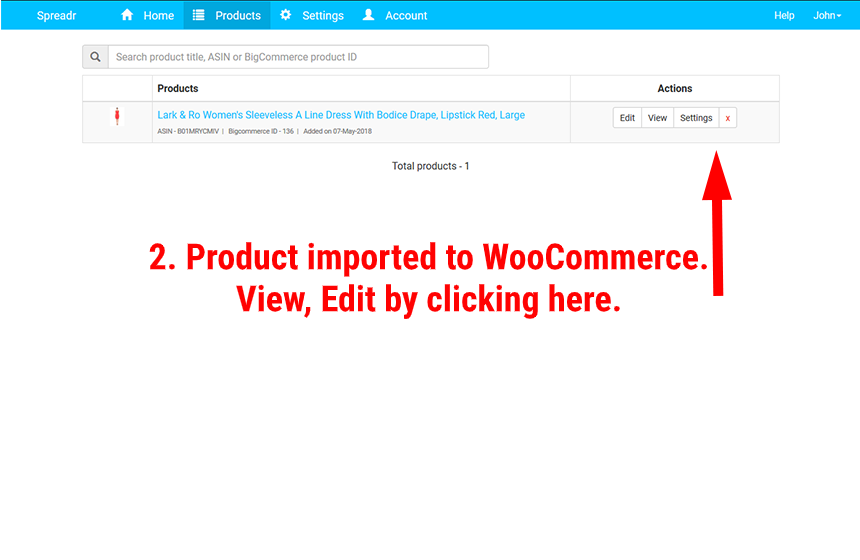 Spreadr Home Products Settings Account Help John
Search product title, ASIN or BigCommerce product ID
Products Actions
Lark & Ro Women's Sleeveless A Line Dress With Bodice Drape, Lipstick Red, Large
ASIN - B01MRYCMIV | Bigcommerce ID - 136 | Added on 07-May-2018
Edit View Settings x
Total products - 1
2. Product imported to WooCommerce.
View, Edit by clicking here.